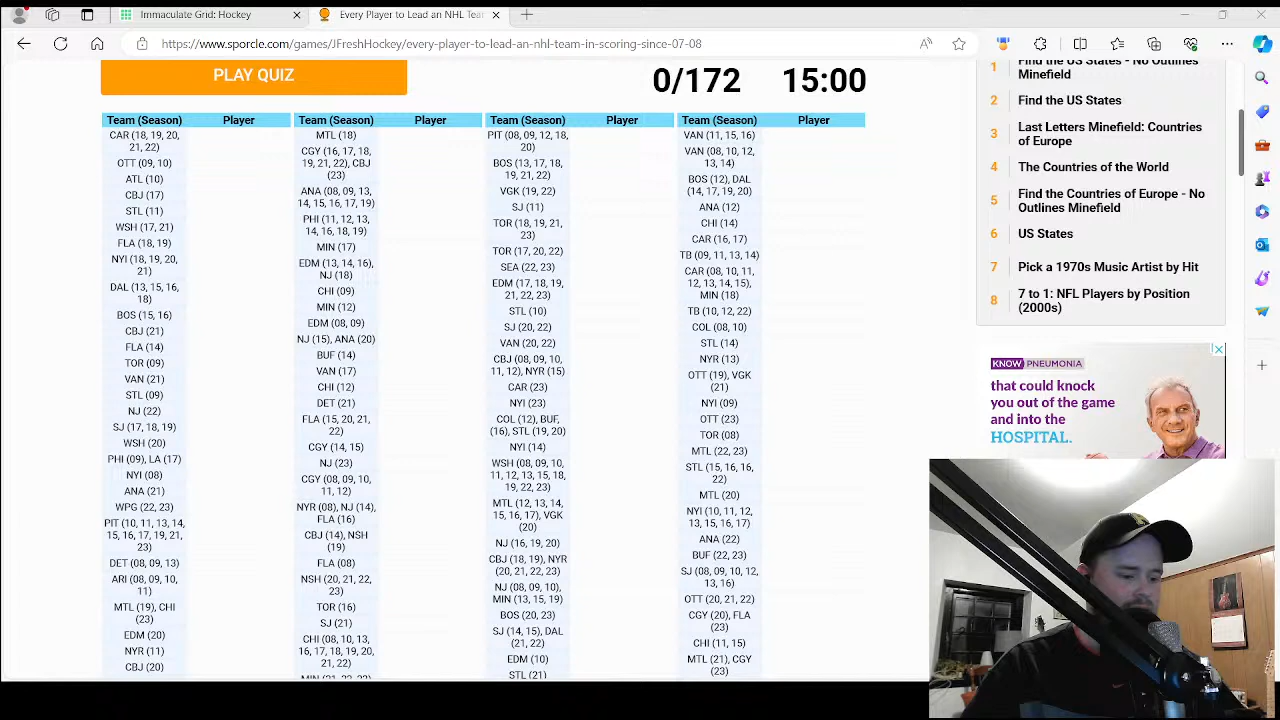 Immaculate Grid: Hockey
Every Player to Lead an NHL Tea
https://www.sporcle.com/games/JFreshHockey/every-player-to-lead-an-nhl-team-in-scoring-since-07-08
PLAY QUIZ
0/172
15:00
Team (Season) Player
CAR (18, 19, 20,
21, 22)
OTT (09, 10)
ATL (10)
CBJ (17)
STL (11)
WSH (17, 21)
FLA (18, 19)
NYI (18, 19, 20,
21)
DAL (13, 15, 16,
18)
BOS (15, 16)
CBJ (21)
FLA (14)
TOR (09)
VAN (21)
STL (09)
NJ (22)
SJ (17, 18, 19)
WSH (20)
PHI (09), LA (17)
NYI (08)
ANA (21)
WPG (22, 23)
PIT (10, 11, 13, 14,
15, 16, 17, 19, 21,
23)
DET (08, 09, 13)
ARI (08, 09, 10,
11)
MTL (19), CHI
(23)
EDM (20)
NYR (11)
CBJ (20)
Team (Season) Player
MTL (18)
CGY (16, 17, 18,
19, 21, 22), CBJ
(23)
ANA (08, 09, 13,
14, 15, 16, 17, 19)
PHI (11, 12, 13,
14, 16, 18, 19)
MIN (17)
EDM (13, 14, 16),
NJ (18)
CHI (09)
MIN (12)
EDM (08, 09)
NJ (15), ANA (20)
BUF (14)
VAN (17)
CHI (12)
DET (21)
FLA (15, 20, 21,
22)
CGY (14, 15)
NJ (23)
CGY (08, 09, 10,
11, 12)
NYR (08), NJ (14),
FLA (16)
CBJ (14), NSH
(19)
FLA (08)
NSH (20, 21, 22,
23)
TOR (16)
SJ (21)
CHI (08, 10, 13,
16, 17, 18, 19, 20,
21, 22)
MIN (21, 22, 23)
Team (Season) Player
PIT (08, 09, 12, 18,
20)
BOS (13, 17, 18,
19, 21, 22)
VGK (19, 22)
SJ (11)
TOR (18, 19, 21,
23)
TOR (17, 20, 22)
SEA (22, 23)
EDM (17, 18, 19,
21, 22, 23)
STL (10)
SJ (20, 22)
VAN (20, 22)
CBJ (08, 09, 10,
11, 12), NYR (15)
CAR (23)
NYI (23)
COL (12), BUF,
(16), STL (19, 20)
NYI (14)
WSH (08, 09, 10,
11, 12, 13, 15, 18,
19, 22, 23)
MTL (12, 13, 14,
15, 16, 17), VGK
(20)
NJ (16, 19, 20)
CBJ (18, 19), NYR
(20, 21, 22, 23)
NJ (08, 09, 10),
MIN (13, 15, 19)
BOS (20, 23)
SJ (14, 15), DAL
(21, 22)
EDM (10)
STL (21)
Team (Season) Player
VAN (11, 15, 16)
VAN (08, 10, 12,
13, 14)
BOS (12), DAL
(14, 17, 19, 20)
ANA (12)
CHI (14)
CAR (16, 17)
TB (09, 11, 13, 14)
CAR (08, 10, 11,
12, 13, 14, 15),
MIN (18)
TB (10, 12, 22)
COL (08, 10)
STL (14)
NYR (13)
OTT (19), VGK
(21)
NYI (09)
OTT (23)
TOR (08)
MTL (22, 23)
STL (15, 16, 16,
22)
MTL (20)
NYI (10, 11, 12,
13, 15, 16, 17)
ANA (22)
BUF (22, 23)
SJ (08, 09, 10, 12,
13, 16)
OTT (20, 21, 22)
CGY (20), FLA
(23)
CHI (11, 15)
MTL (21), CGY
(23)
1 Find the US States - No Outlines
Minefield
2 Find the US States
3 Last Letters Minefield: Countries
of Europe
4 The Countries of the World
5 Find the Countries of Europe - No
Outlines Minefield
6 US States
7 Pick a 1970s Music Artist by Hit
8 7 to 1: NFL Players by Position
(2000s)
KNOW PNEUMONIA
that could knock
you out of the game
and into the
HOSPITAL.